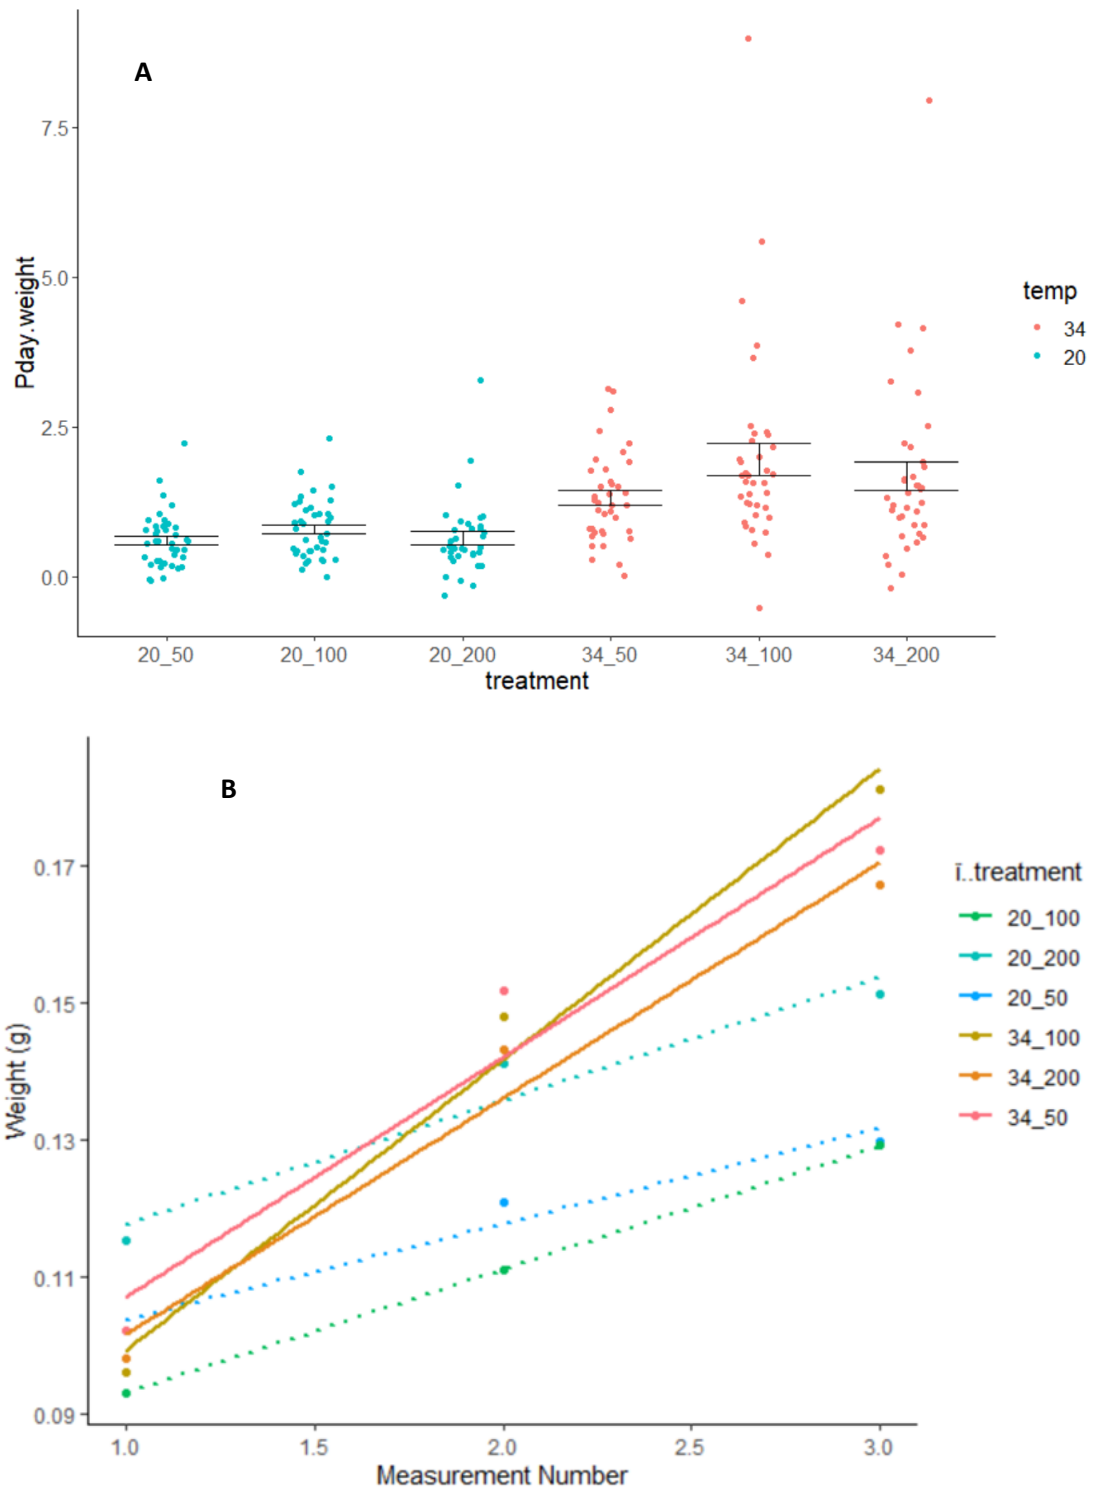 A
7.5
5.0
2.5
0.0
Pday.weight
20_50 20_100 20_200 34_50 34_100 34_200
treatment
temp
34
20
B
0.17
0.15
0.13
0.11
0.09
Weight (g)
1.0 1.5 2.0 2.5 3.0
Measurement Number
ï..treatment
20_100
20_200
20_50
34_100
34_200
34_50